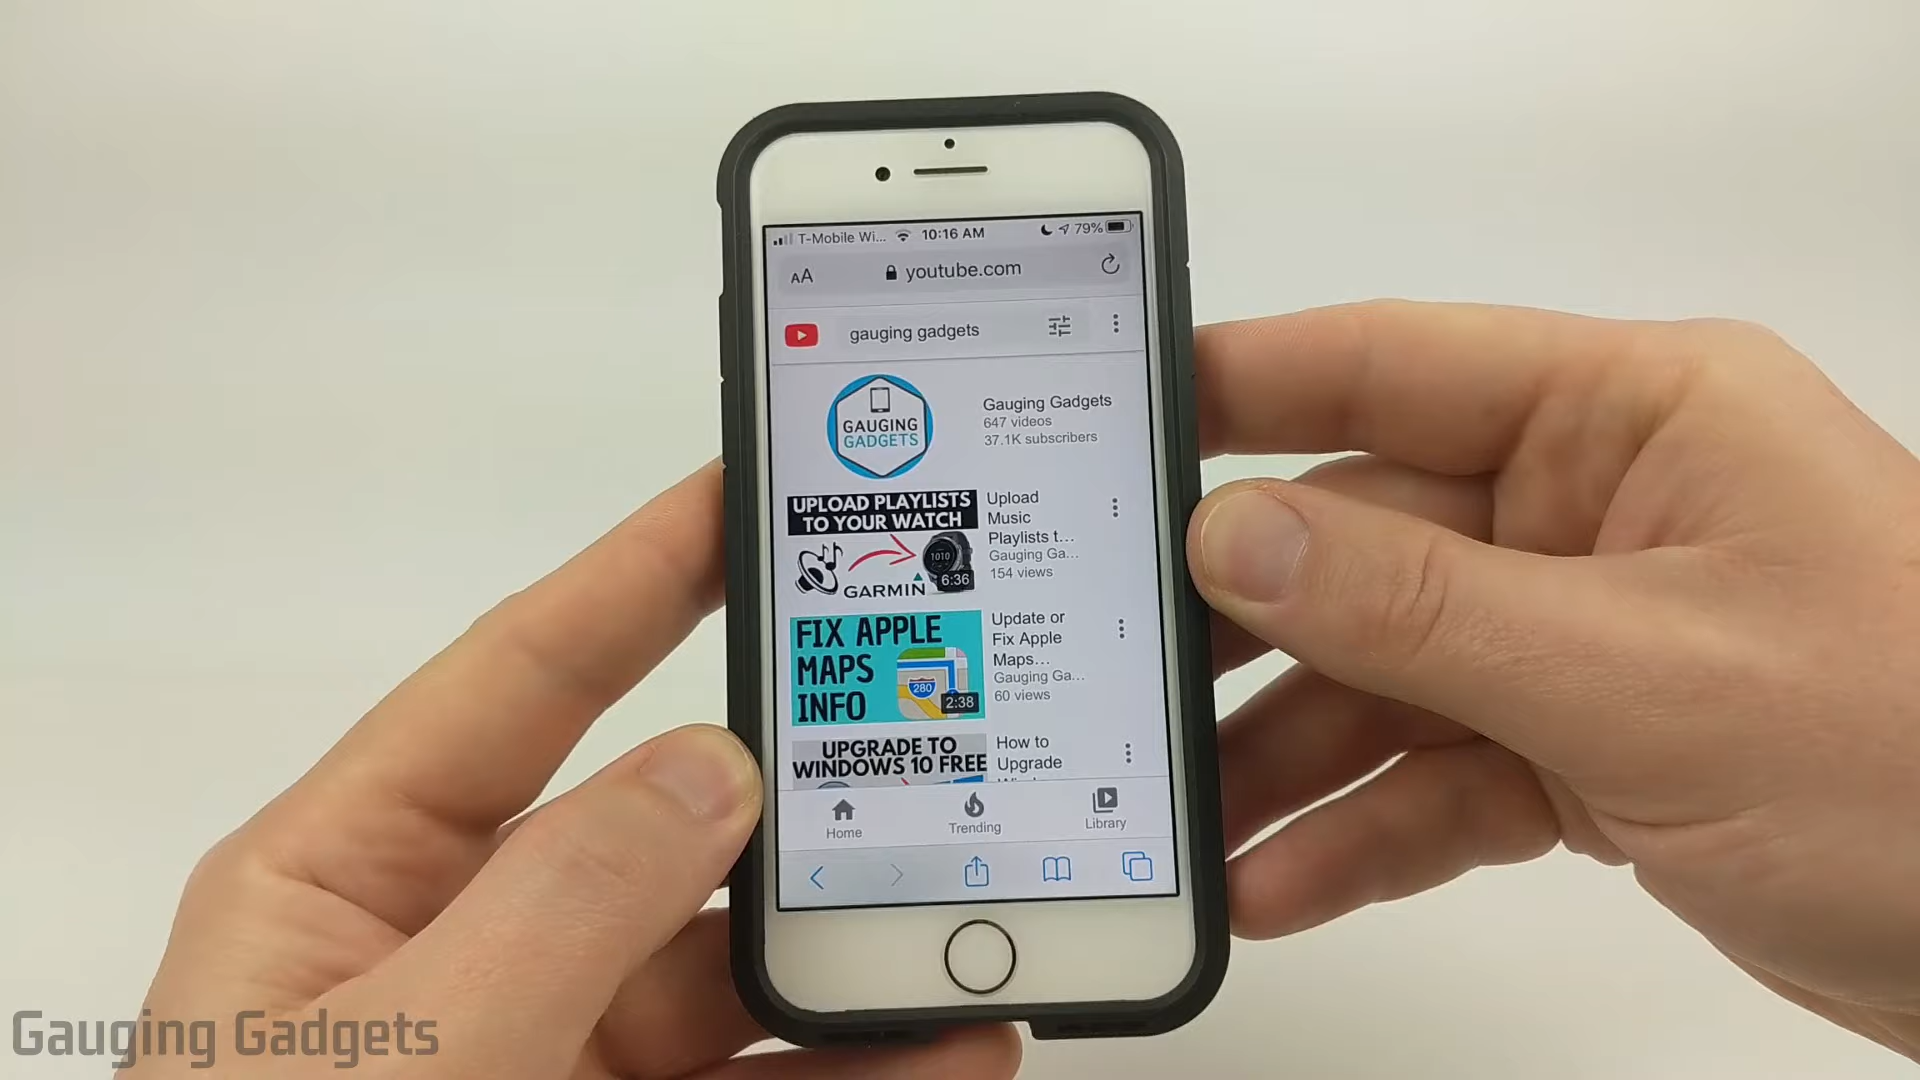 T-Mobile Wi... 10:16 AM 79%
AA youtube.com
gauging gadgets
GAUGING
GADGETS
Gauging Gadgets
647 videos
37.1K subscribers
UPLOAD PLAYLISTS
TO YOUR WATCH
1010
GARMIN
6:36
Upload
Music
Playlists t...
Gauging Ga...
154 views
FIX APPLE
MAPS
INFO
280
2:38
Update or
Fix Apple
Maps...
Gauging Ga...
60 views
UPGRADE TO
WINDOWS 10 FREE
How to
Upgrade
Home
Trending
Library
Gauging Gadgets